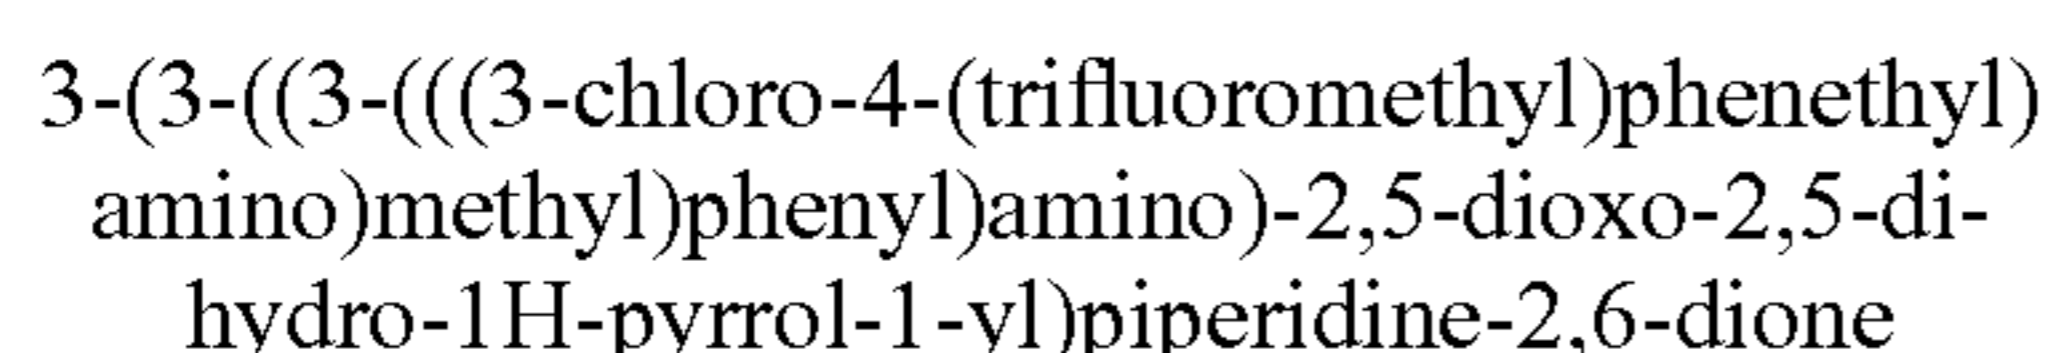 3-(3-((3-(((3-chloro-4-(trifluoromethyl)phenethyl)
amino)methyl)phenyl)amino)-2,5-dioxo-2,5-di-
hydro-1H-pyrrol-1-yl)piperidine-2,6-dione